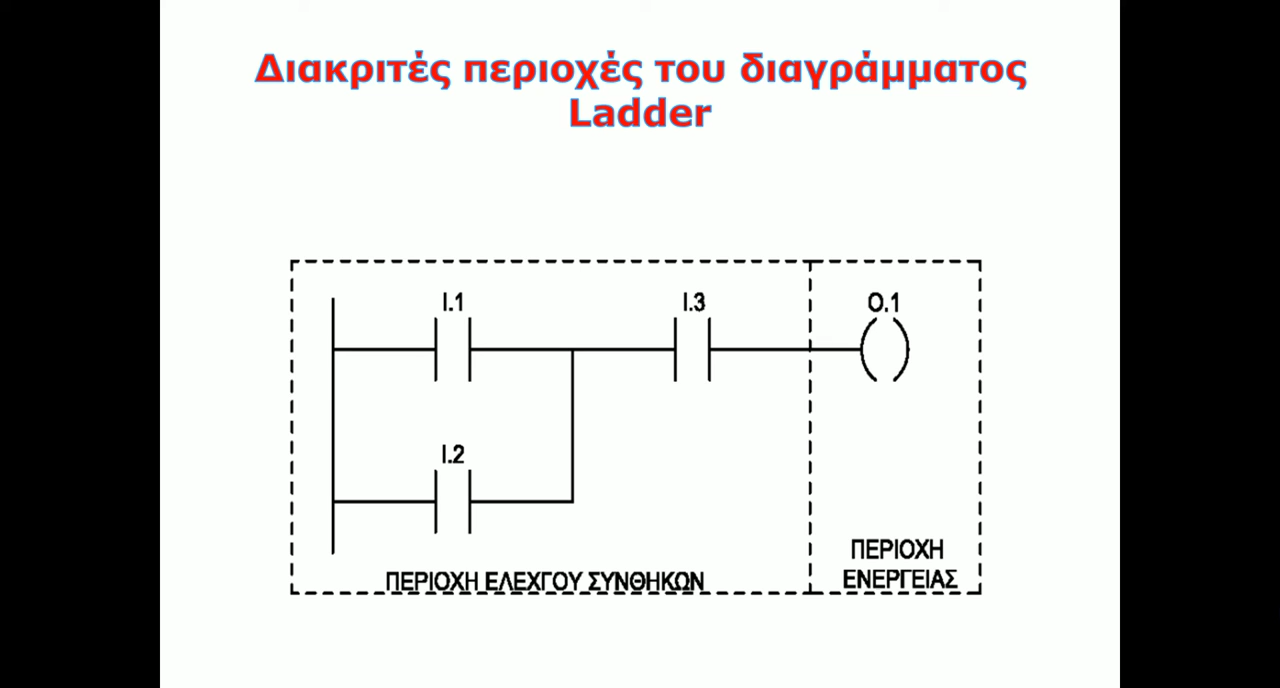 Διακριτές περιοχές του διαγράμματος
Ladder
I.1
I.3
O.1
I.2
ΠΕΡΙΟΧΗ
ΕΝΕΡΓΕΙΑΣ
ΠΕΡΙΟΧΗ ΕΛΕΧΓΟΥ ΣΥΝΘΗΚΩΝ